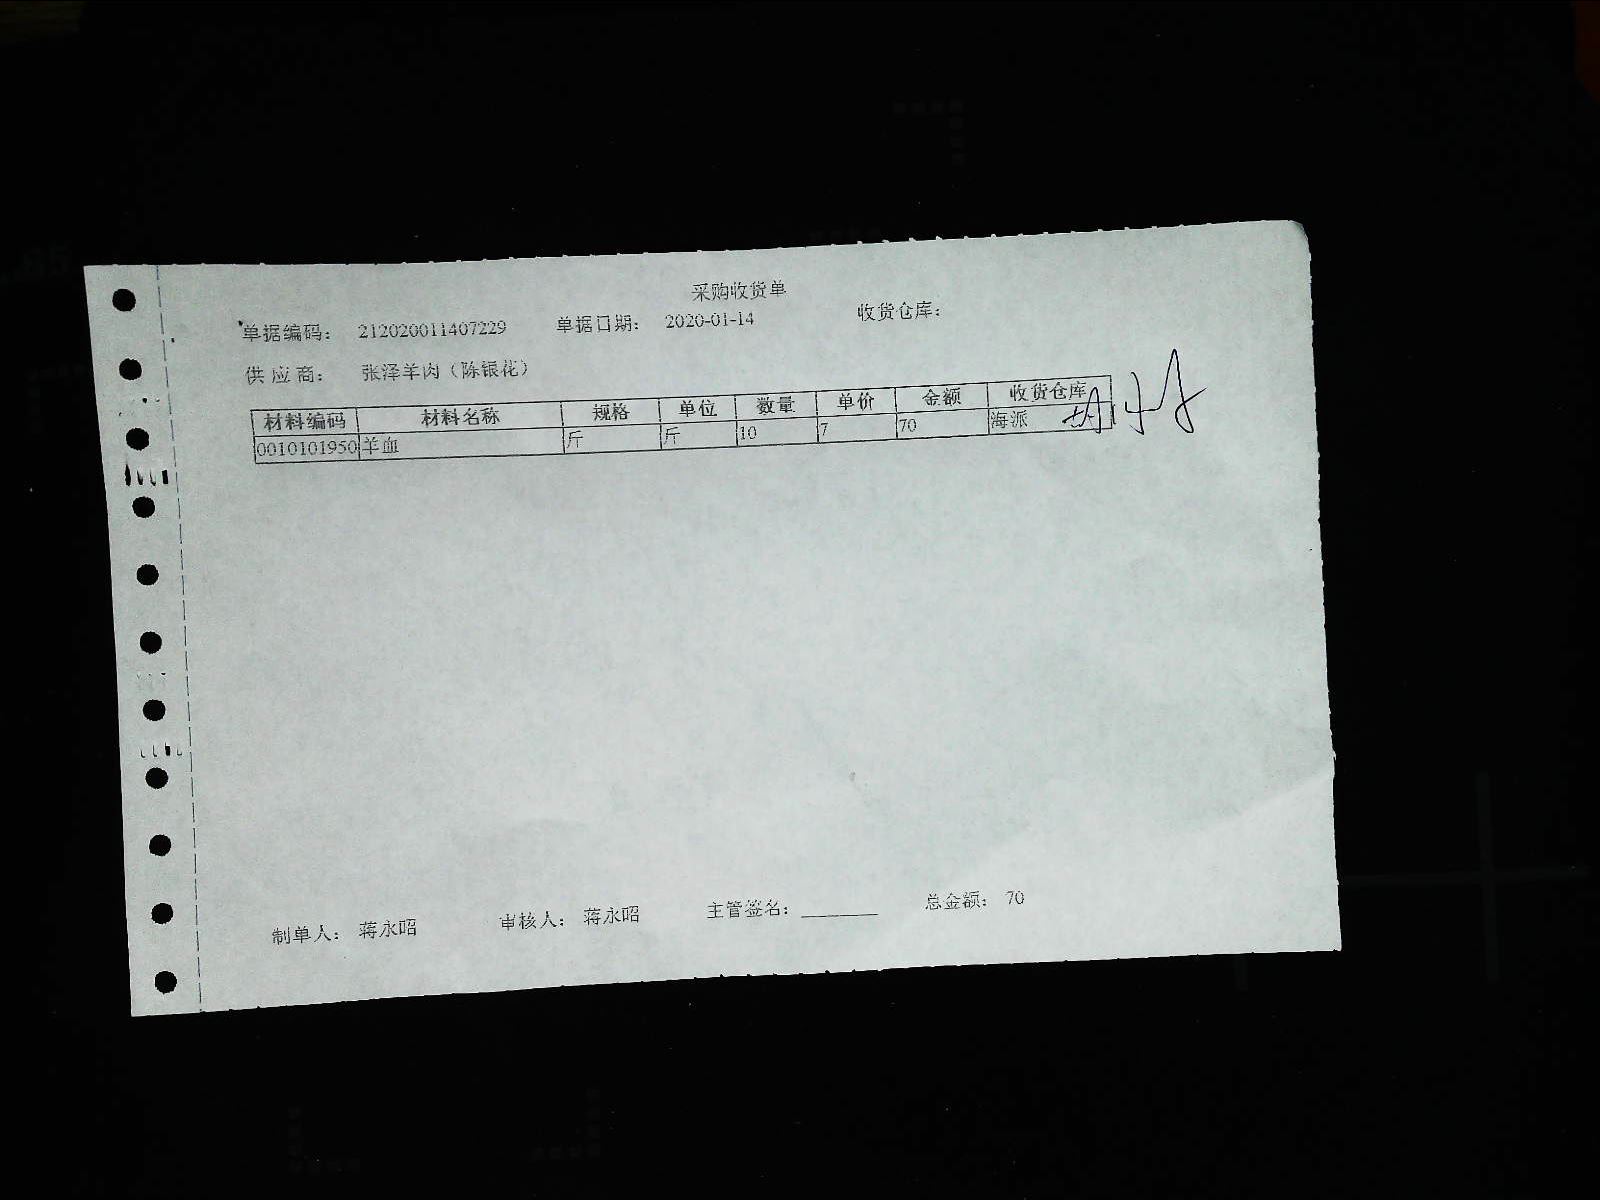 采购收货单
单据编码： 212020011407229 单据日期： 2020-01-14 收货仓库：
供应商： 张泽羊肉（陈银花）
材料编码 材料名称 规格 单位 数量 单价 金额 收货仓库
0010101950 羊血 斤 斤 10 7 70 海派
制单人： 蒋永昭 审核人： 蒋永昭 主管签名：________ 总金额： 70